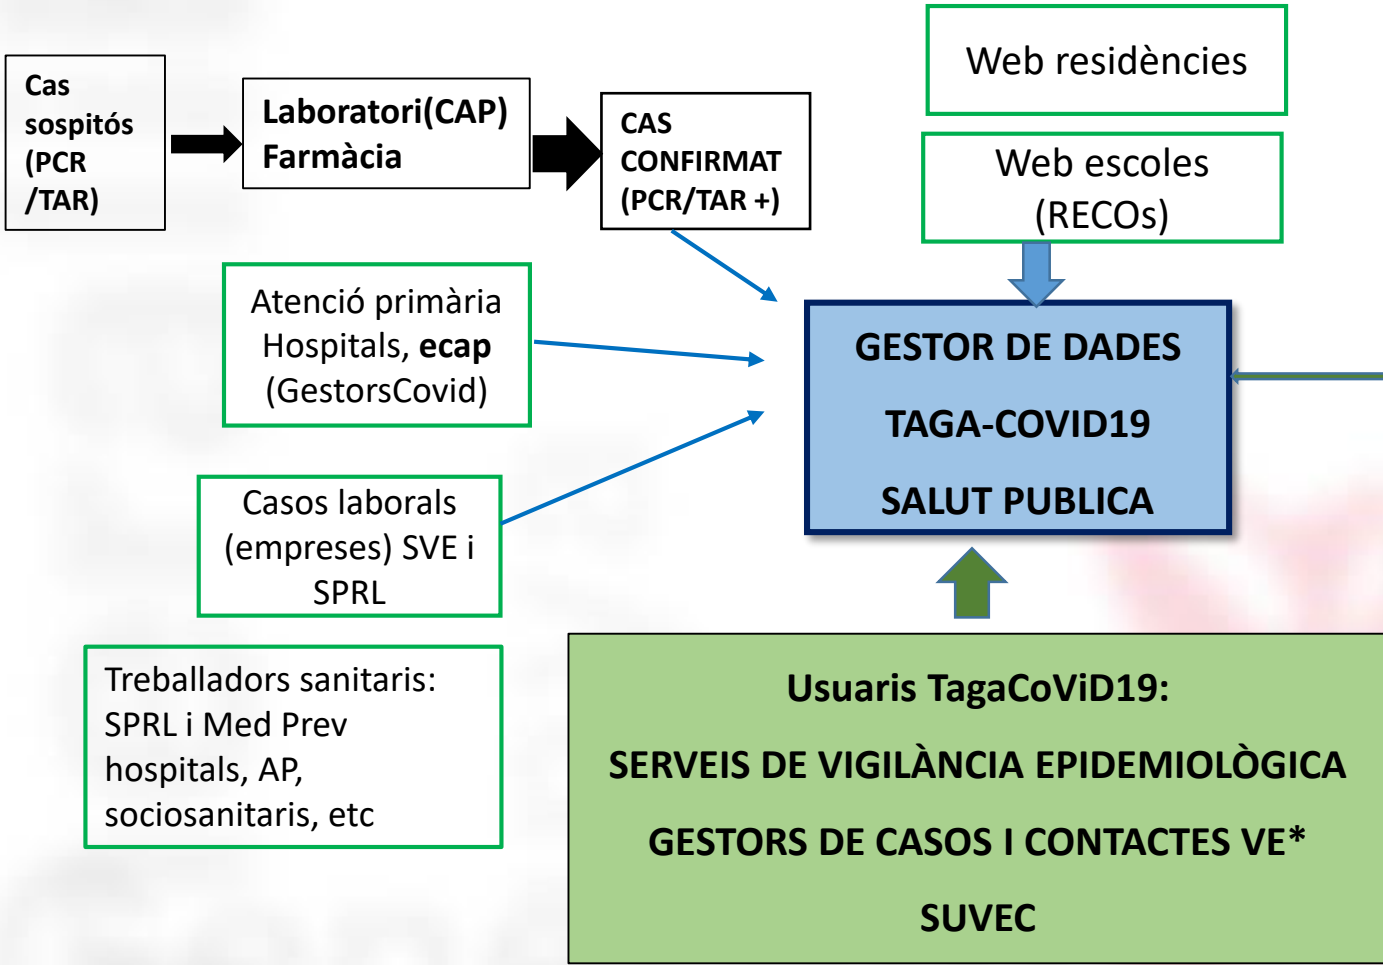 Cas
sospitós
(PCR
/TAR)
Laboratori(CAP)
Farmàcia
CAS
CONFIRMAT
(PCR/TAR +)
Web residències
Web escoles
(RECOs)
Atenció primària
Hospitals, ecap
(GestorsCovid)
GESTOR DE DADES
TAGA-COVID19
SALUT PUBLICA
Casos laborals
(empreses) SVE i
SPRL
Treballadors sanitaris:
SPRL i Med Prev
hospitals, AP,
sociosanitaris, etc
Usuaris TagaCoViD19:
SERVEIS DE VIGILÀNCIA EPIDEMIOLÒGICA
GESTORS DE CASOS I CONTACTES VE*
SUVEC